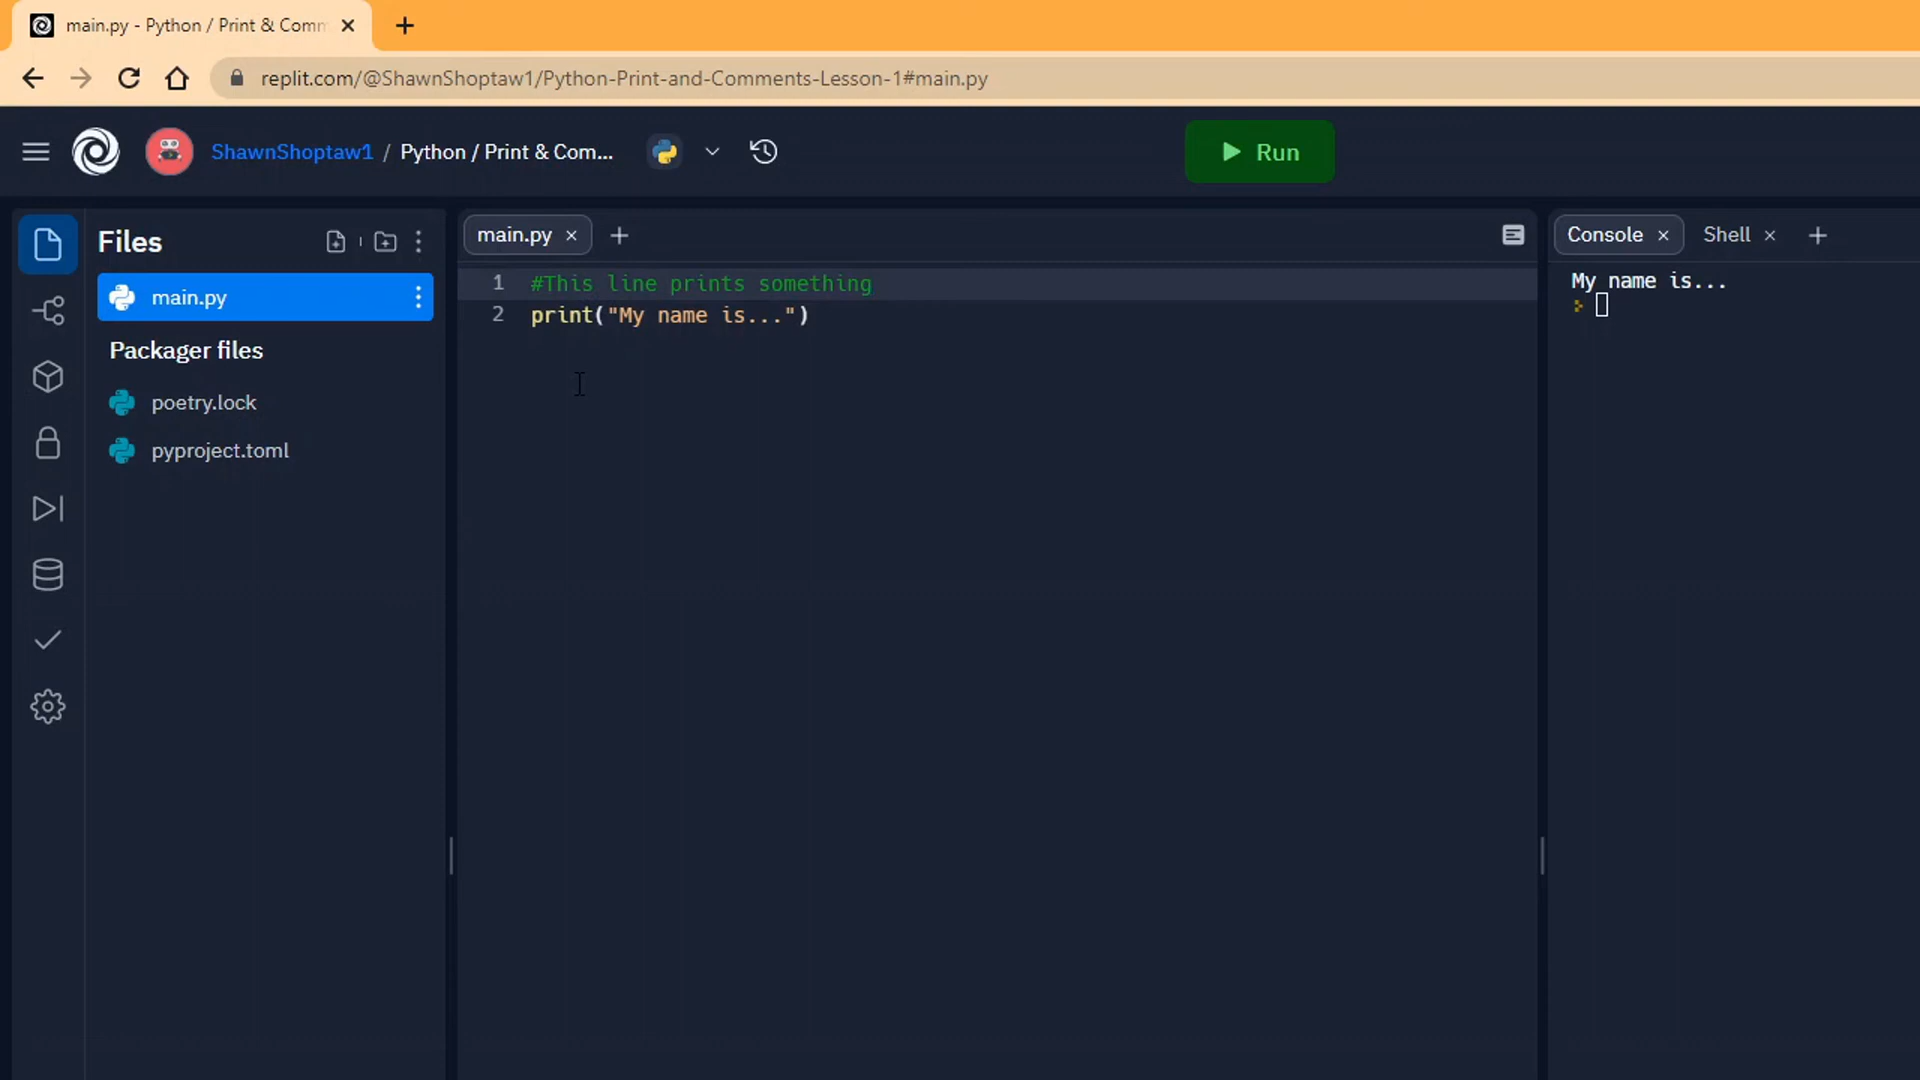 main.py - Python / Print & Comm
replit.com/@ShawnShoptaw1/Python-Print-and-Comments-Lesson-1#main.py
ShawnShoptaw1 / Python / Print & Com...
Run
Files
main.py
Packager files
poetry.lock
pyproject.toml
main.py
1 #This line prints something
2 print("My name is...")
Console
Shell
My name is...